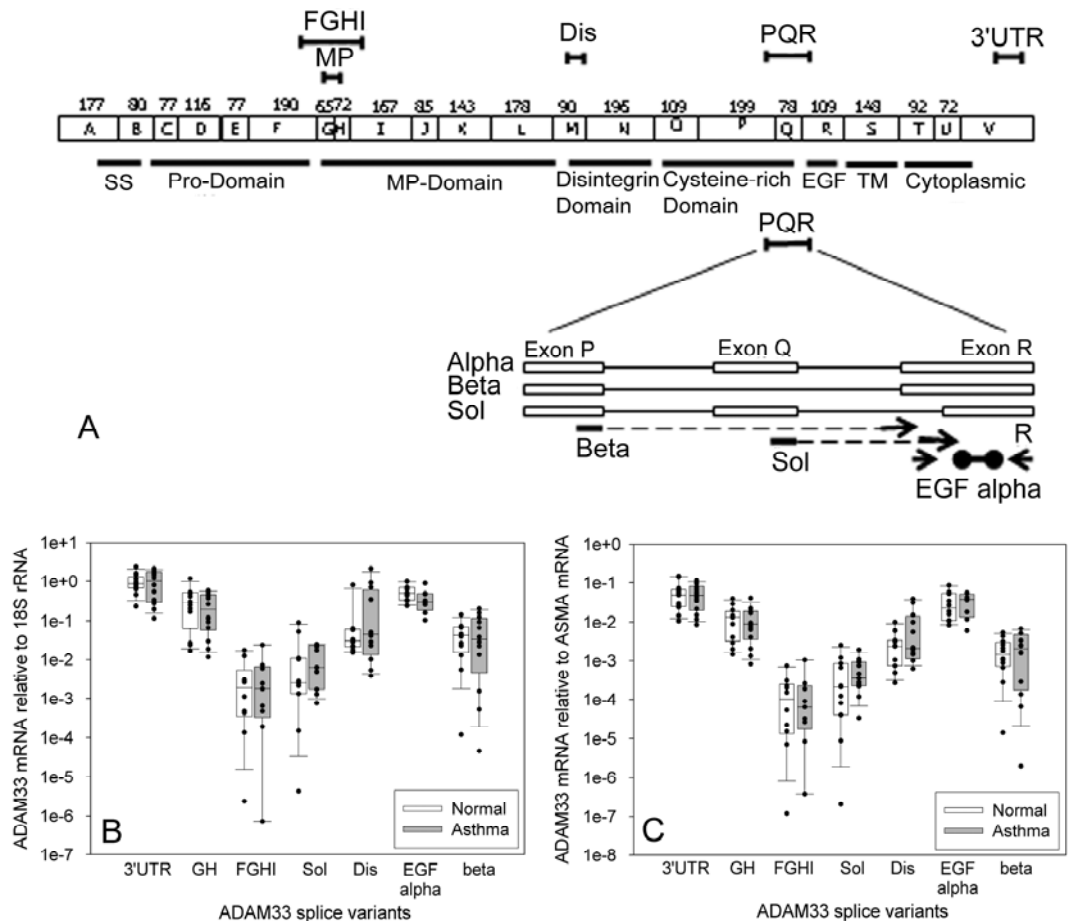 FGHI
MP
Dis
PQR
3'UTR
177 80 77 116 77 190 65 72 167 85 143 178 90 196 109 199 78 109 148 92 72
A B C D E F G H I J K L M N O P Q R S T U V
SS Pro-Domain MP-Domain Disintegrin Domain Cysteine-rich Domain EGF TM Cytoplasmic
PQR
Exon P Exon Q Exon R
Alpha
Beta
Sol
A
Beta Sol R
EGF alpha
ADAM33 mRNA relative to 18S rRNA
1e+1
1e+0
1e-1
1e-2
1e-3
1e-4
1e-5
1e-6
1e-7
B
Normal
Asthma
3'UTR GH FGHI Sol Dis EGF alpha beta
ADAM33 splice variants
ADAM33 mRNA relative to ASMA mRNA
1e+0
1e-1
1e-2
1e-3
1e-4
1e-5
1e-6
1e-7
1e-8
C
Normal
Asthma
3'UTR GH FGHI Sol Dis EGF alpha beta
ADAM33 splice variants